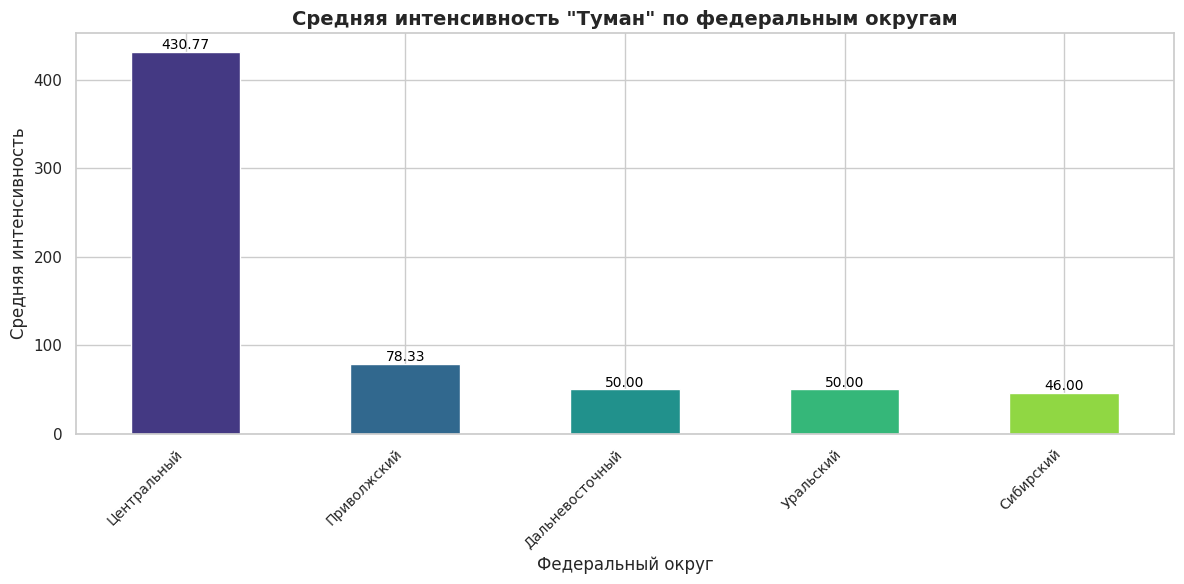 Средняя интенсивность "Туман" по федеральным округам
Средняя интенсивность
400
300
200
100
0
430.77
78.33
50.00
50.00
46.00
Центральный
Приволжский
Дальневосточный
Уральский
Сибирский
Федеральный округ